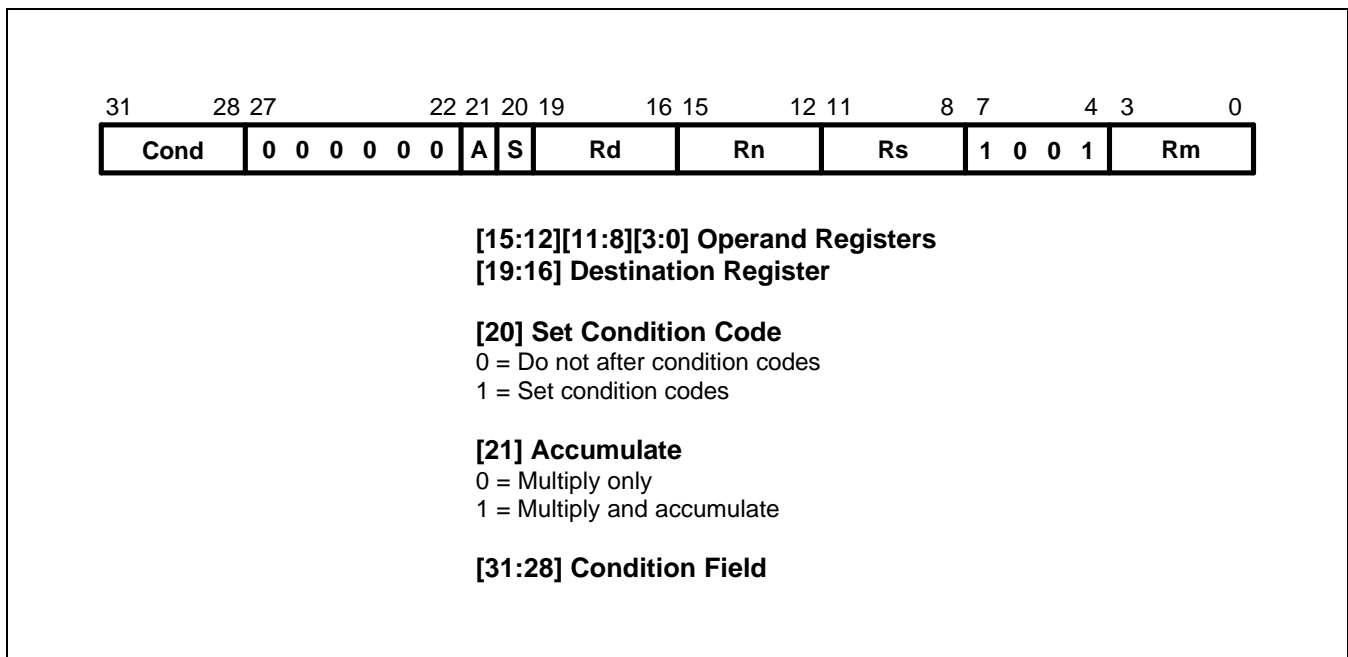 31 28 27 22 21 20 19 16 15 12 11 8 7 4 3 0
Cond 0 0 0 0 0 0 A S Rd Rn Rs 1 0 0 1 Rm
[15:12][11:8][3:0] Operand Registers
[19:16] Destination Register
[20] Set Condition Code
0 = Do not after condition codes
1 = Set condition codes
[21] Accumulate
0 = Multiply only
1 = Multiply and accumulate
[31:28] Condition Field